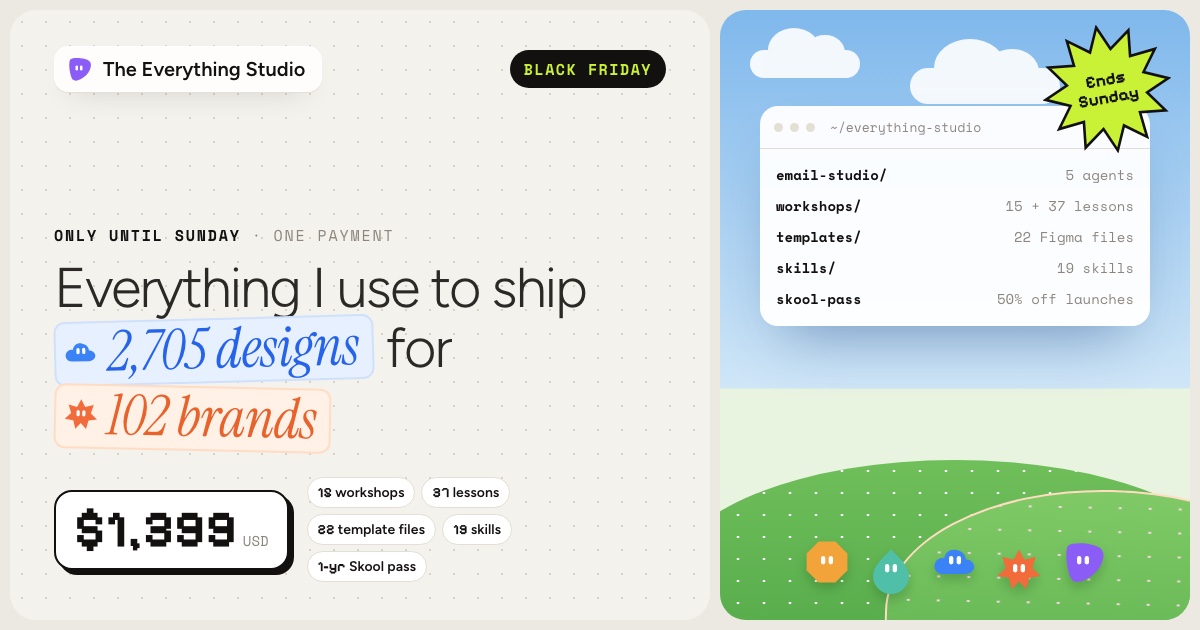 The Everything Studio
BLACK FRIDAY
ONLY UNTIL SUNDAY · ONE PAYMENT
Everything I use to ship
2,705 designs for
102 brands
$1,399 USD
15 workshops
37 lessons
22 template files
19 skills
1-yr Skool pass
Ends
Sunday
~/everything-studio
email-studio/ 5 agents
workshops/ 15 + 37 lessons
templates/ 22 Figma files
skills/ 19 skills
skool-pass 50% off launches